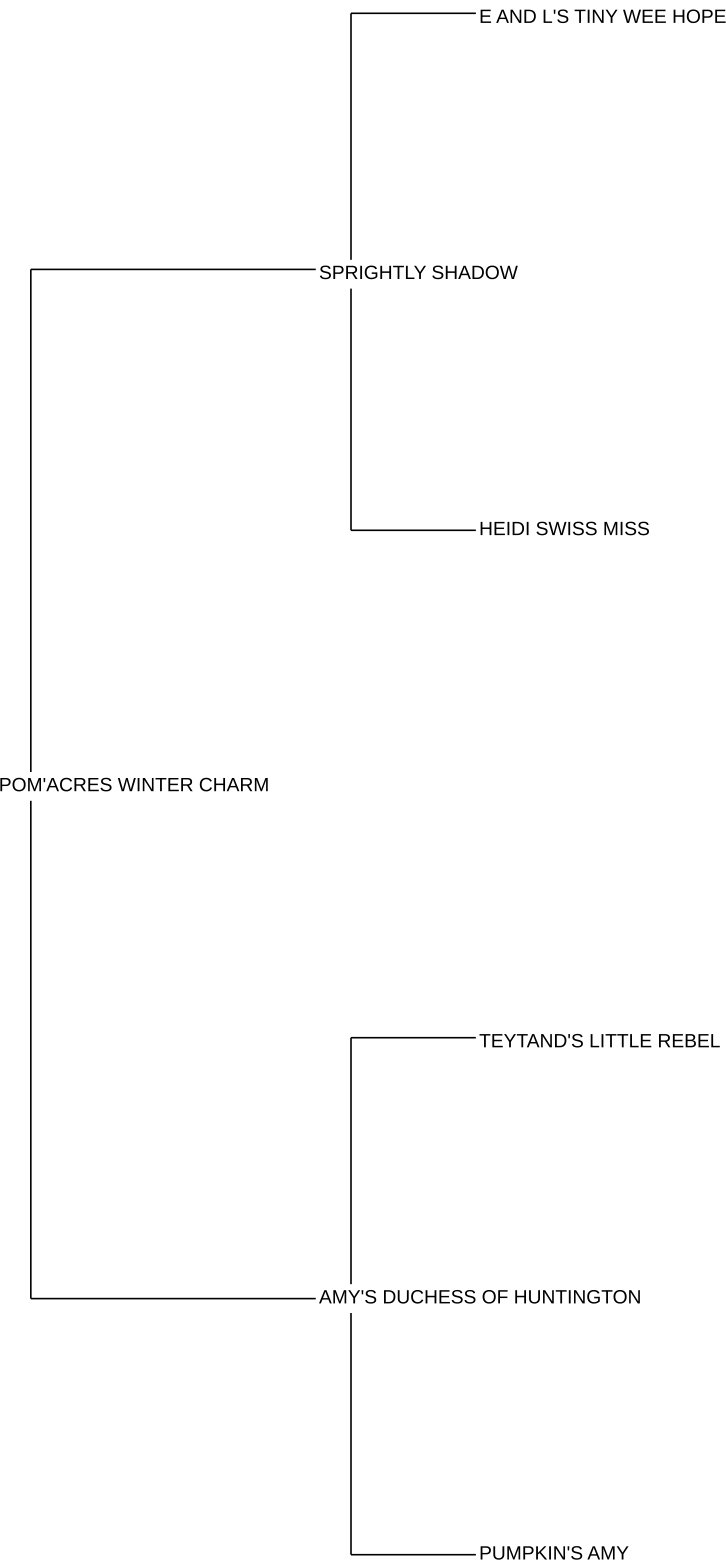 E AND L'S TINY WEE HOPE
SPRIGHTLY SHADOW
HEIDI SWISS MISS
POM'ACRES WINTER CHARM
TEYTAND'S LITTLE REBEL
AMY'S DUCHESS OF HUNTINGTON
PUMPKIN'S AMY